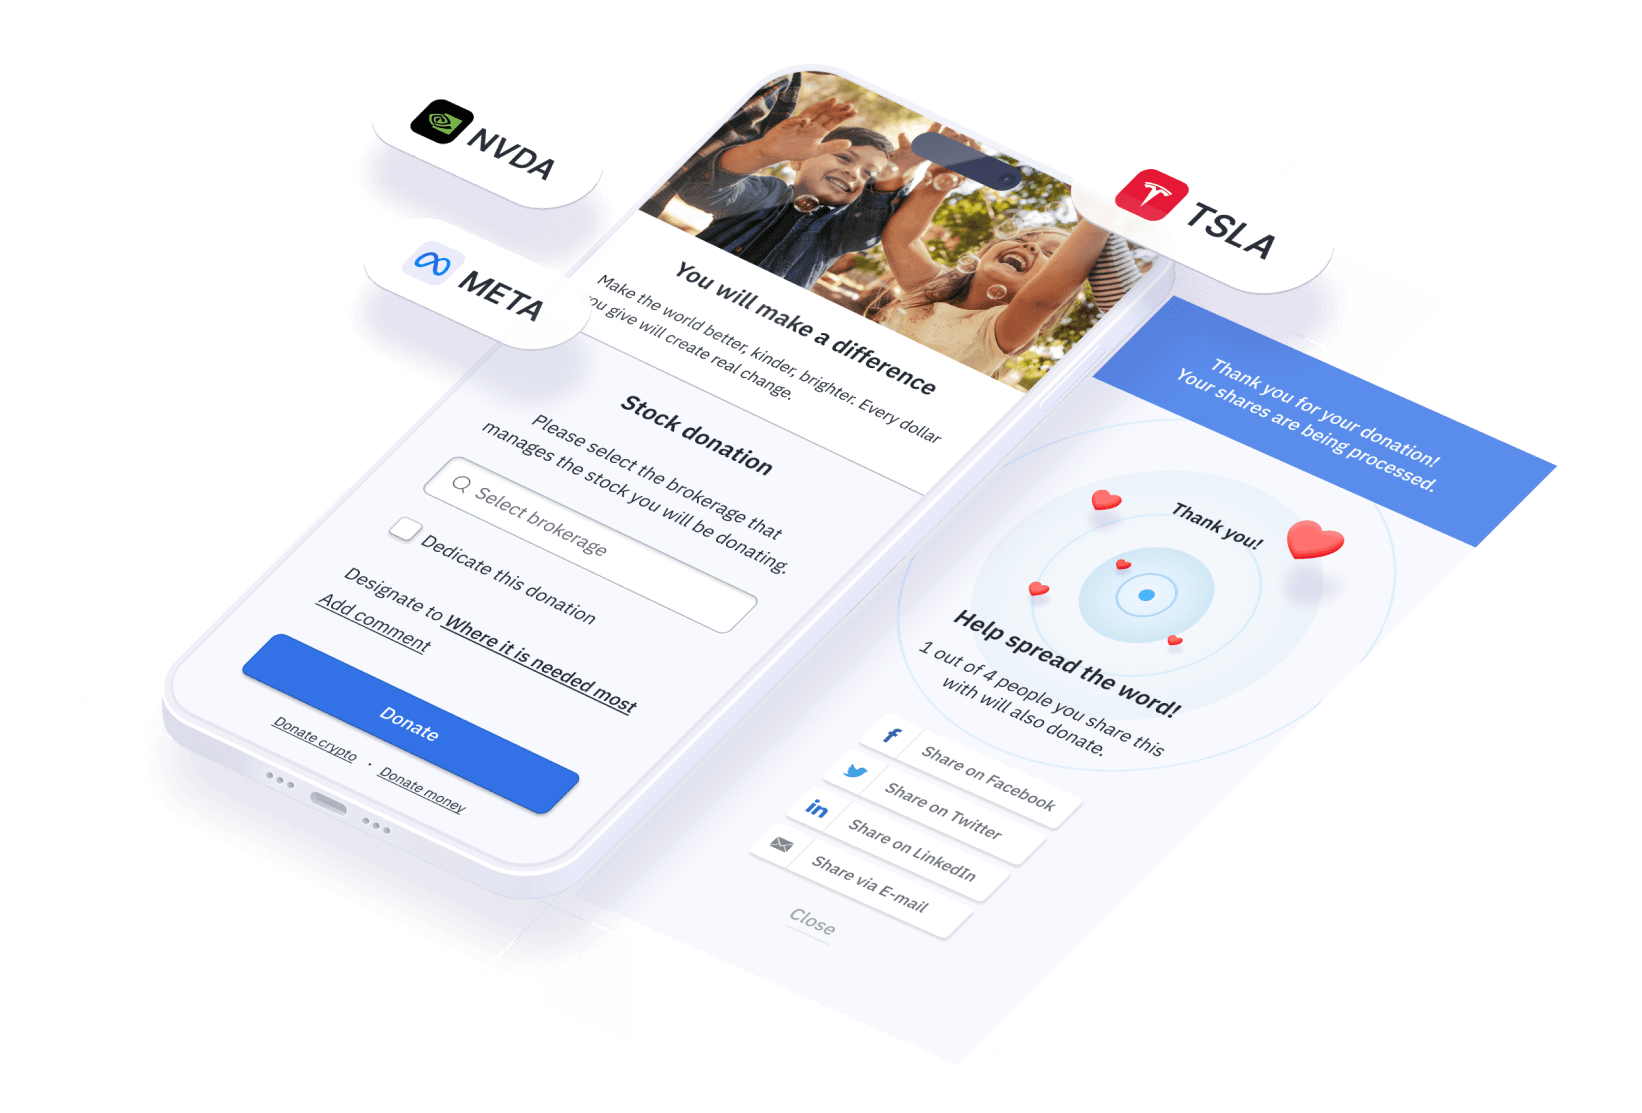 NVDA
META
TSLA
You will make a difference
Make the world better, kinder, brighter. Every dollar
you give will create real change.
Stock donation
Please select the brokerage that
manages the stock you will be donating.
Select brokerage
Dedicate this donation
Designate to Where it is needed most
Add comment
Donate
Donate crypto · Donate money
Thank you for your donation!
Your shares are being processed.
Thank you!
Help spread the word!
1 out of 4 people you share this
with will also donate.
Share on Facebook
Share on Twitter
Share on LinkedIn
Share via E-mail
Close